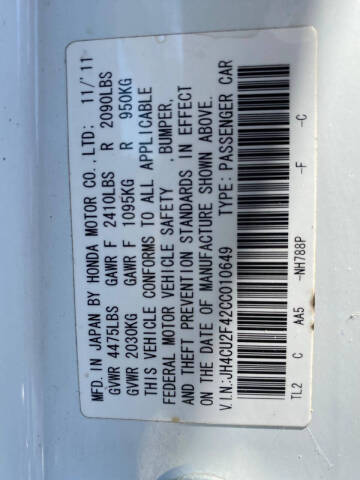 MFD. IN JAPAN BY HONDA MOTOR CO., LTD: 11/'11
GVWR 4475LBS GAWR F 2410LBS R 2090LBS
GVWR 2030KG GAWR F 1095KG R 950KG
THIS VEHICLE CONFORMS TO ALL APPLICABLE
FEDERAL MOTOR VEHICLE SAFETY ,BUMPER,
AND THEFT PREVENTION STANDARDS IN EFFECT
ON THE DATE OF MANUFACTURE SHOWN ABOVE.
V.I.N:JH4CU2F42CC010649 TYPE:PASSENGER CAR
TL2 C AA5 -NH788P -F -C